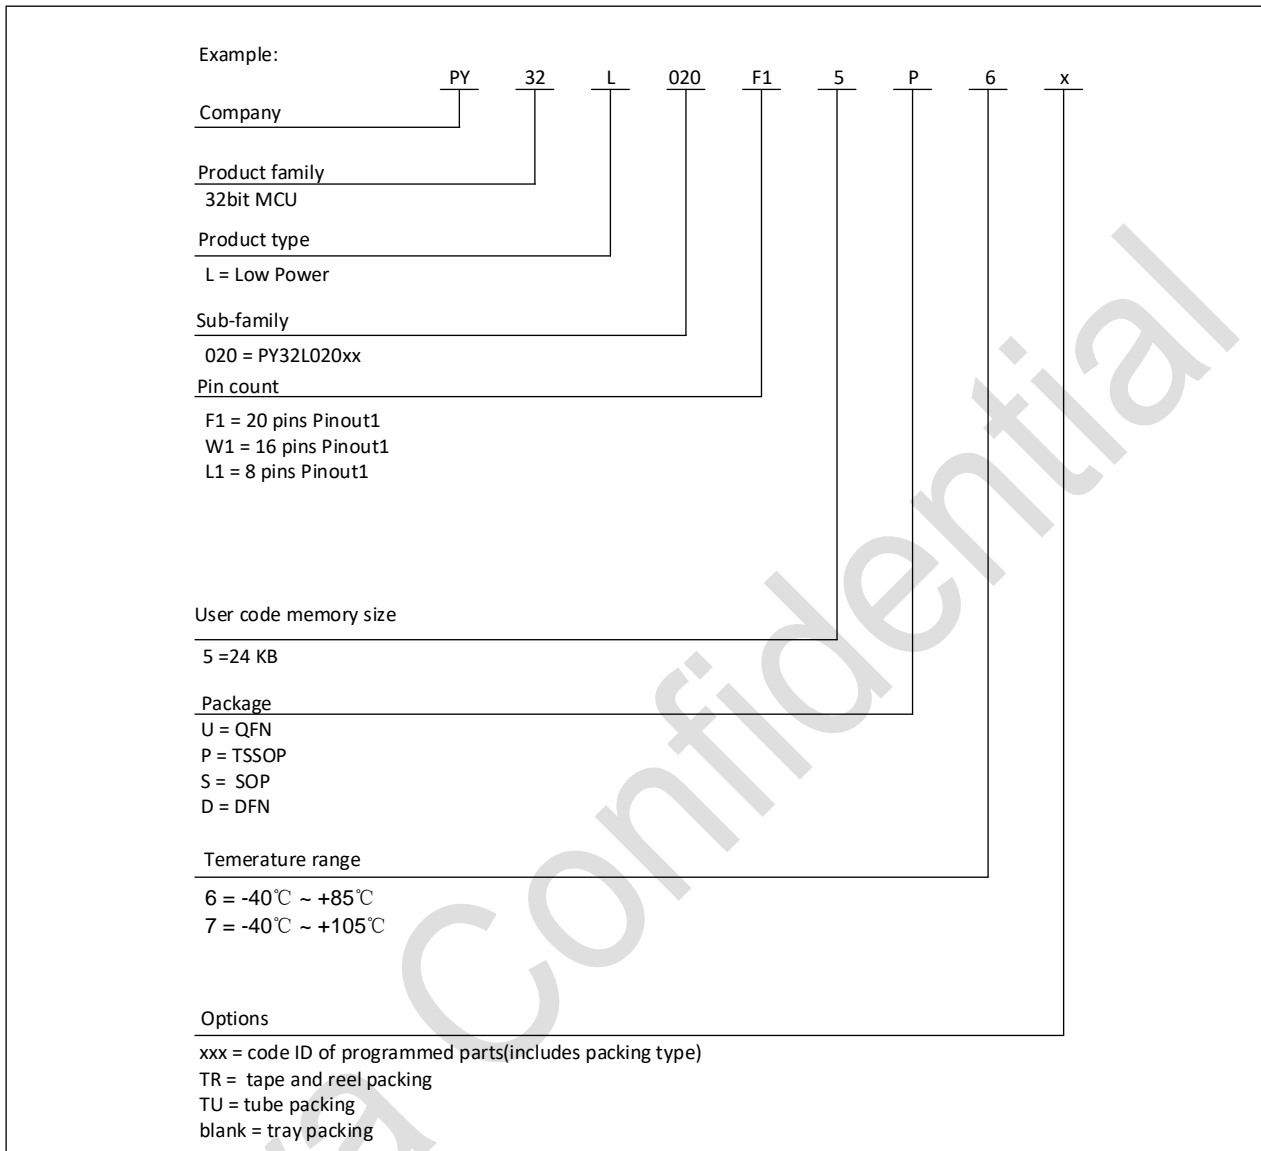 Example:
PY 32 L 020 F1 5 P 6 x
Company
Product family
32bit MCU
Product type
L = Low Power
Sub-family
020 = PY32L020xx
Pin count
F1 = 20 pins Pinout1
W1 = 16 pins Pinout1
L1 = 8 pins Pinout1
User code memory size
5 =24 KB
Package
U = QFN
P = TSSOP
S = SOP
D = DFN
Temerature range
6 = -40℃ ~ +85℃
7 = -40℃ ~ +105℃
Options
xxx = code ID of programmed parts(includes packing type)
TR = tape and reel packing
TU = tube packing
blank = tray packing
Confidential